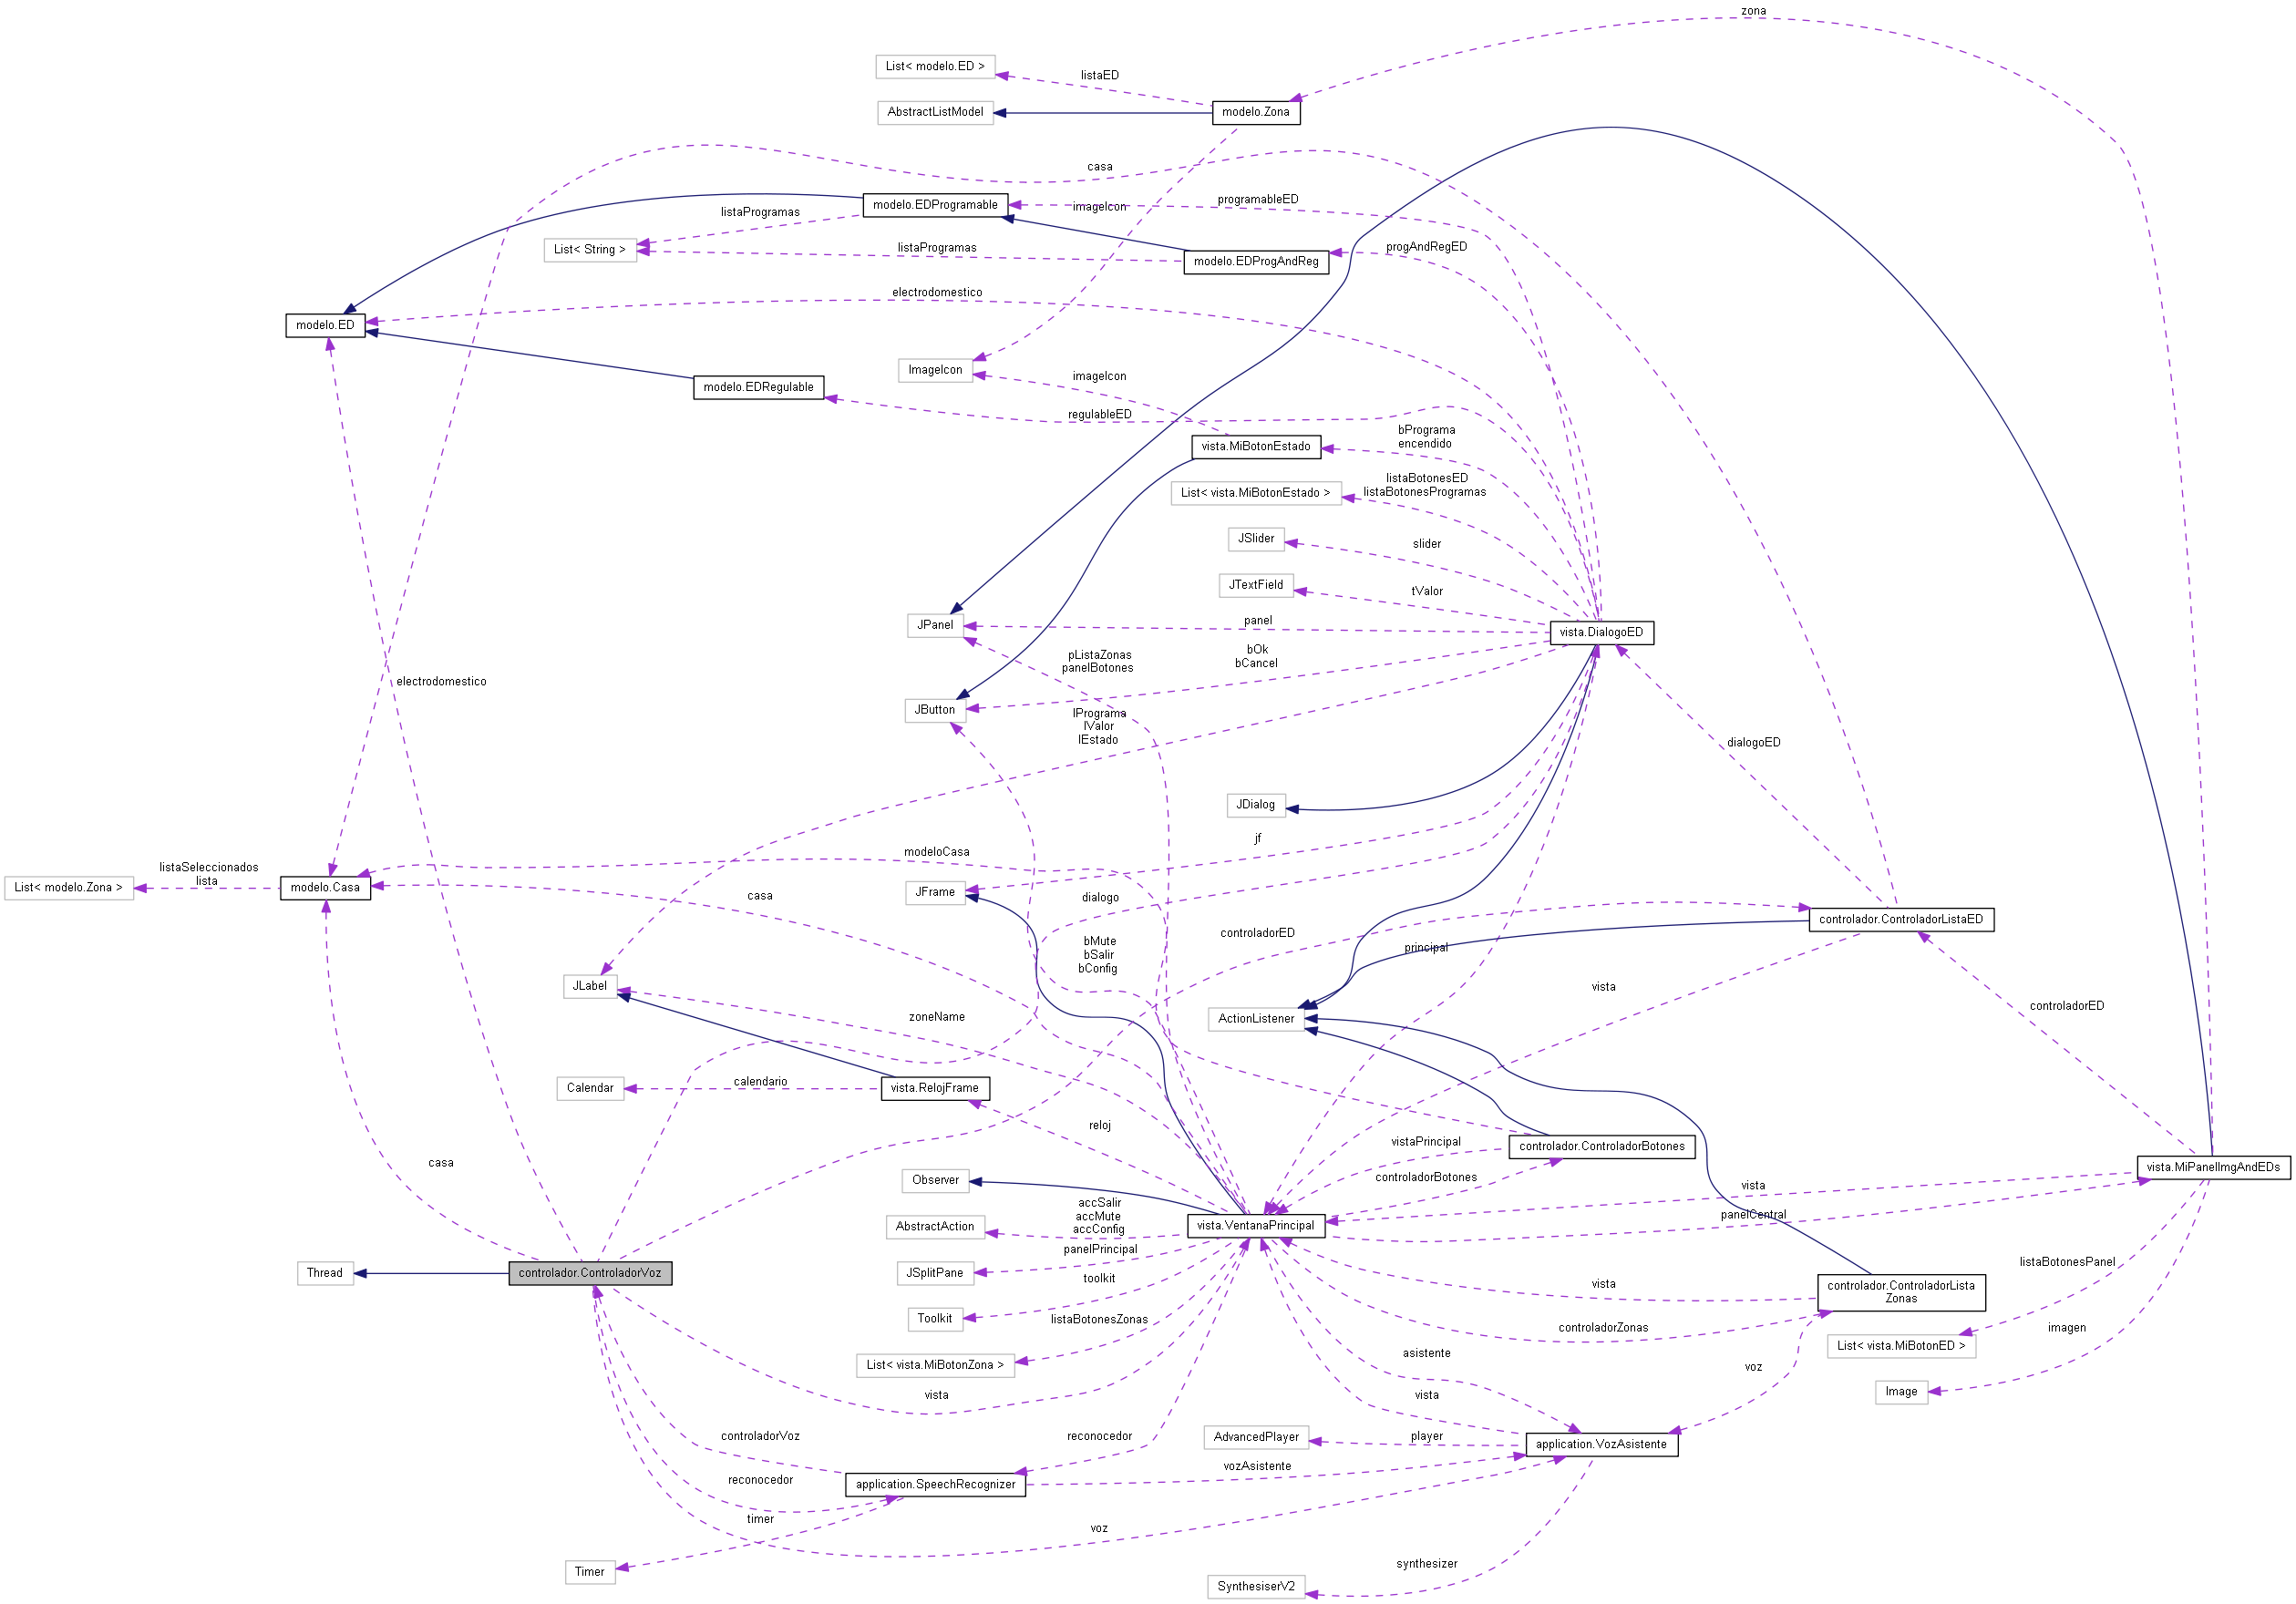 zona
List< modelo.ED >
listaED
AbstractListModel
modelo.Zona
casa
modelo.EDProgramable
programableED
listaProgramas
imageIcon
List< String >
listaProgramas
progAndRegED
modelo.EDProgAndReg
electrodomestico
modelo.ED
ImageIcon
imageIcon
modelo.EDRegulable
regulableED
bPrograma
encendido
vista.MiBotonEstado
listaBotonesED
listaBotonesProgramas
List< vista.MiBotonEstado >
JSlider
slider
JTextField
tValor
JPanel
panel
vista.DialogoED
pListaZonas
panelBotones
bOk
bCancel
electrodomestico
JButton
lPrograma
lValor
lEstado
dialogoED
JDialog
jf
modeloCasa
listaSeleccionados
lista
List< modelo.Zona >
modelo.Casa
JFrame
casa
dialogo
controlador.ControladorListaED
controladorED
bMute
bSalir
bConfig
principal
JLabel
vista
zoneName
ActionListener
controladorED
Calendar
calendario
vista.RelojFrame
reloj
vistaPrincipal
controlador.ControladorBotones
casa
vista.MiPanelImgAndEDs
Observer
controladorBotones
vista
accSalir
accMute
accConfig
AbstractAction
vista.VentanaPrincipal
panelCentral
panelPrincipal
Thread
controlador.ControladorVoz
JSplitPane
toolkit
vista
listaBotonesPanel
controlador.ControladorLista
Zonas
Toolkit
listaBotonesZonas
controladorZonas
imagen
List< vista.MiBotonED >
List< vista.MiBotonZona >
asistente
voz
vista
vista
Image
controladorVoz
reconocedor
AdvancedPlayer
player
application.VozAsistente
vozAsistente
reconocedor
application.SpeechRecognizer
timer
voz
synthesizer
Timer
SynthesiserV2